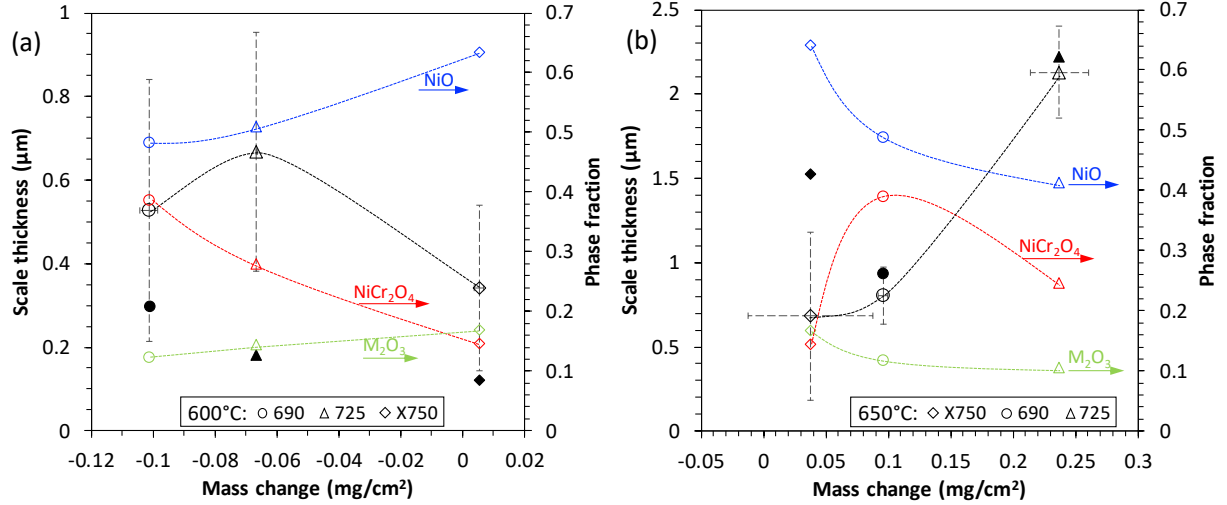 (a)
Scale thickness (μm)
1
0.8
0.6
0.4
0.2
0
0.7
0.6
0.5
0.4
0.3
0.2
0.1
0
Phase fraction
NiO
NiCr₂O₄
M₂O₃
600°C: 690 725 X750
-0.12 -0.1 -0.08 -0.06 -0.04 -0.02 0 0.02
Mass change (mg/cm²)
(b)
Scale thickness (μm)
2.5
2
1.5
1
0.5
0
0.7
0.6
0.5
0.4
0.3
0.2
0.1
0
Phase fraction
NiO
NiCr₂O₄
M₂O₃
650°C: X750 690 725
-0.05 0 0.05 0.1 0.15 0.2 0.25 0.3
Mass change (mg/cm²)